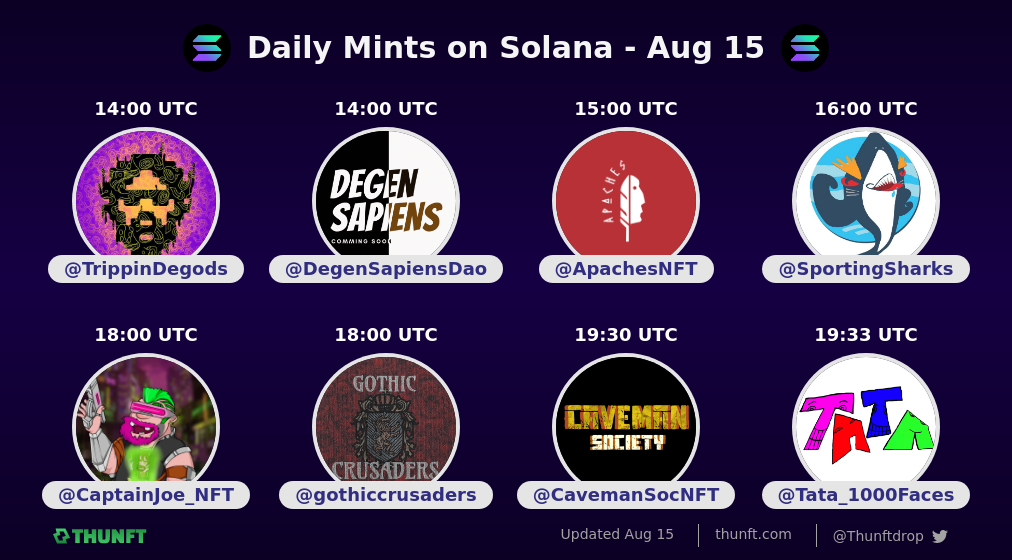 Daily Mints on Solana - Aug 15
14:00 UTC
14:00 UTC
15:00 UTC
16:00 UTC
DEGEN
SAPIENS
COMMING SOON
APACHES
@TrippinDegods
@DegenSapiensDao
@ApachesNFT
@SportingSharks
18:00 UTC
18:00 UTC
19:30 UTC
19:33 UTC
GOTHIC
CRUSADERS
CAVEMAN
SOCIETY
TATA
@CaptainJoe_NFT
@gothiccrusaders
@CavemanSocNFT
@Tata_1000Faces
THUNFT
Updated Aug 15
thunft.com
@Thunftdrop